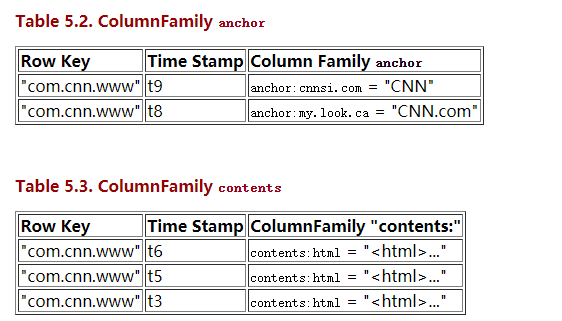 Table 5.2. ColumnFamily anchor
Row Key Time Stamp Column Family anchor
"com.cnn.www" t9 anchor:cnnsi.com = "CNN"
"com.cnn.www" t8 anchor:my.look.ca = "CNN.com"
Table 5.3. ColumnFamily contents
Row Key Time Stamp ColumnFamily "contents:"
"com.cnn.www" t6 contents:html = "<html>..."
"com.cnn.www" t5 contents:html = "<html>..."
"com.cnn.www" t3 contents:html = "<html>..."